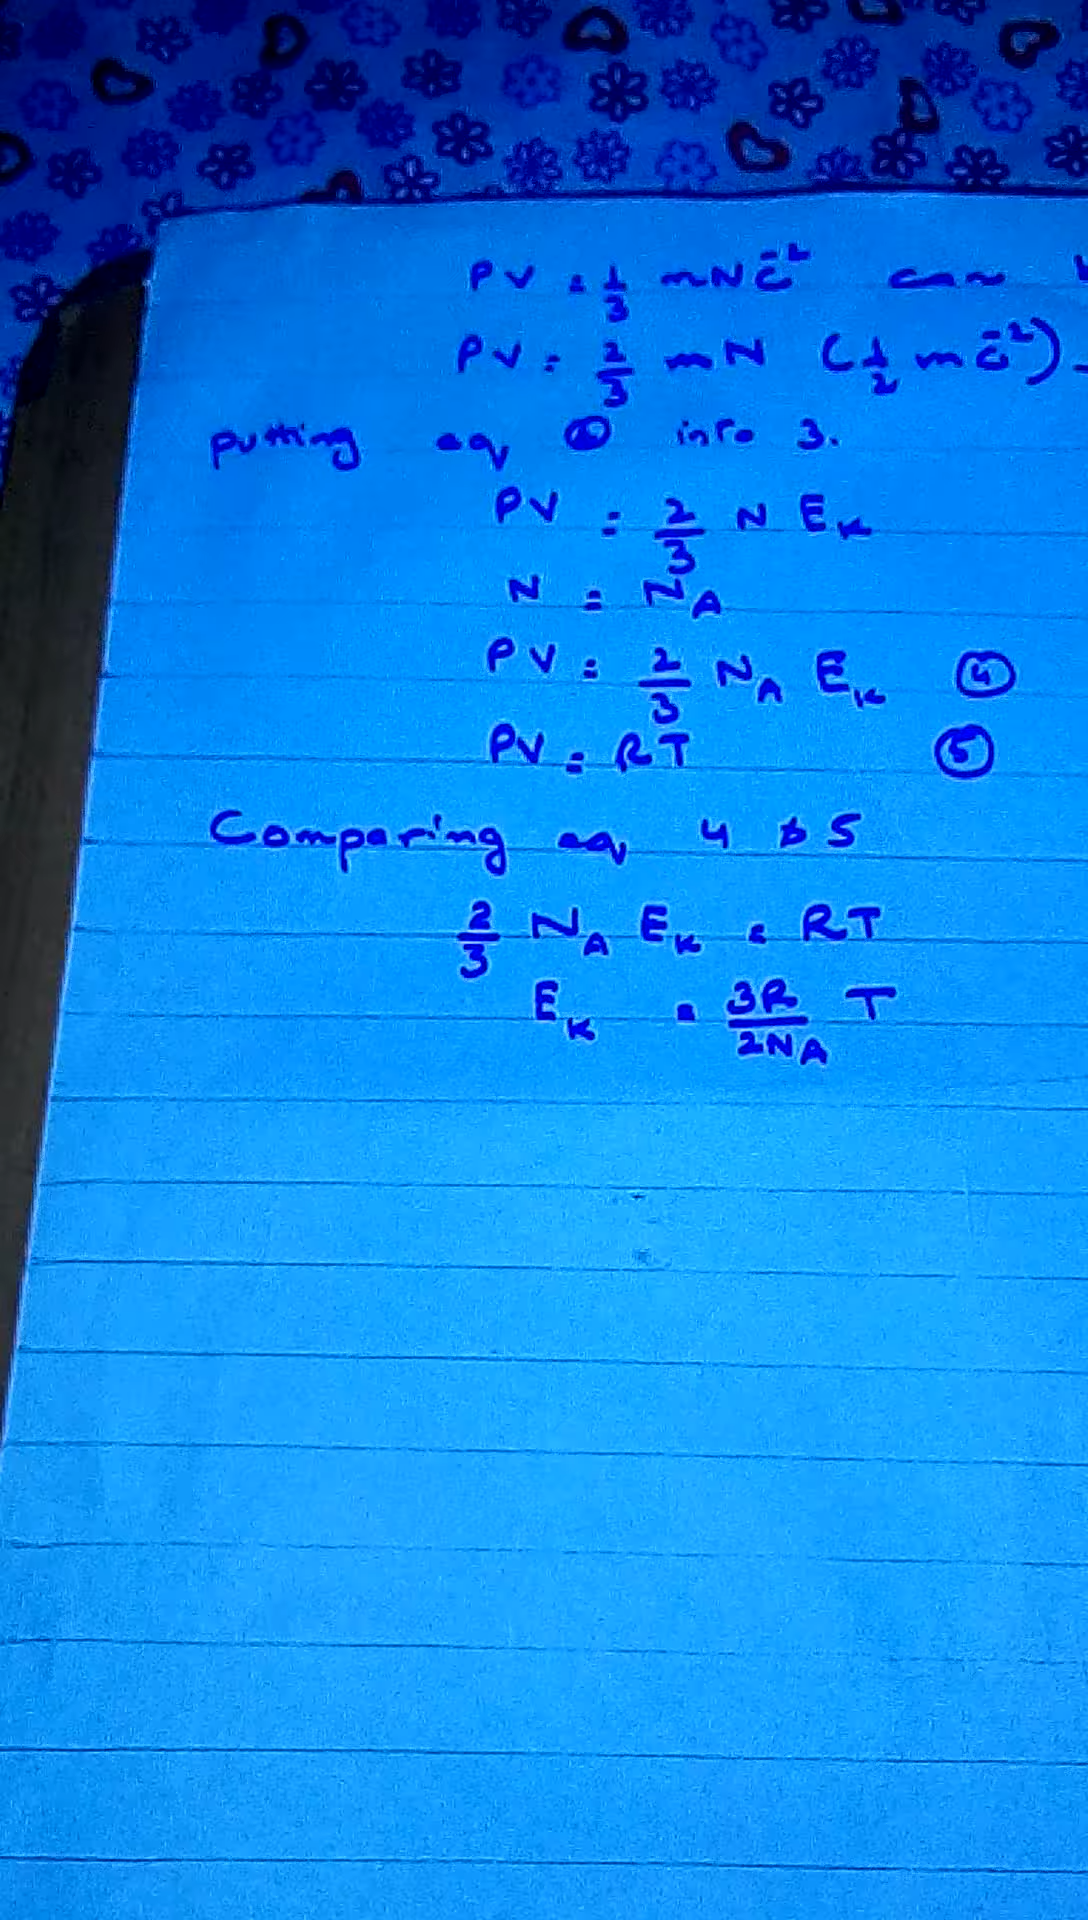 PV = 1/3 mNc̄² can
PV = 2/3 mN (1/2 mc̄²)
putting eq into 3.
PV = 2/3 N EK
N = NA
PV = 2/3 NA EK ④
PV = RT ⑤
Comparing eq 4 & 5
2/3 NA EK = RT
EK = 3R/2NA T